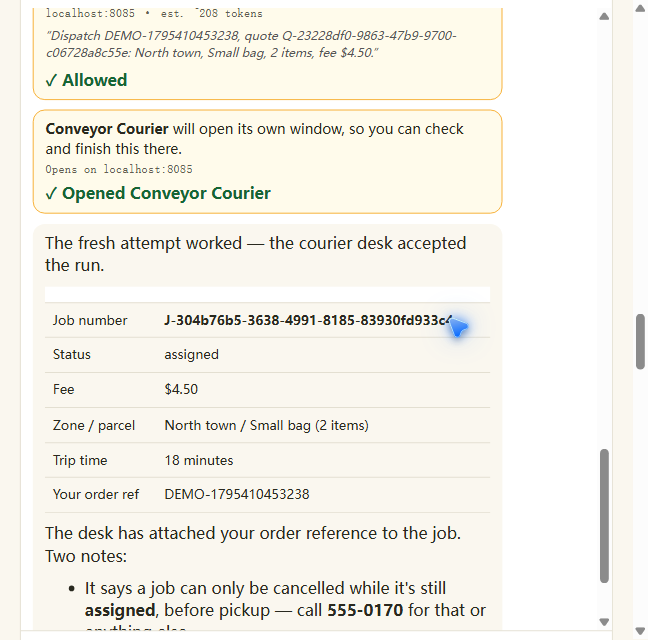 localhost:8085 • est. ~208 tokens
"Dispatch DEMO-1795410453238, quote Q-23228df0-9863-47b9-9700-
c06728a8c55e: North town, Small bag, 2 items, fee $4.50."
✓ Allowed
Conveyor Courier will open its own window, so you can check
and finish this there.
Opens on localhost:8085
✓ Opened Conveyor Courier
The fresh attempt worked — the courier desk accepted
the run.
Job number J-304b76b5-3638-4991-8185-83930fd933c4
Status assigned
Fee $4.50
Zone / parcel North town / Small bag (2 items)
Trip time 18 minutes
Your order ref DEMO-1795410453238
The desk has attached your order reference to the job.
Two notes:
• It says a job can only be cancelled while it's still
assigned, before pickup — call 555-0170 for that or
anything else